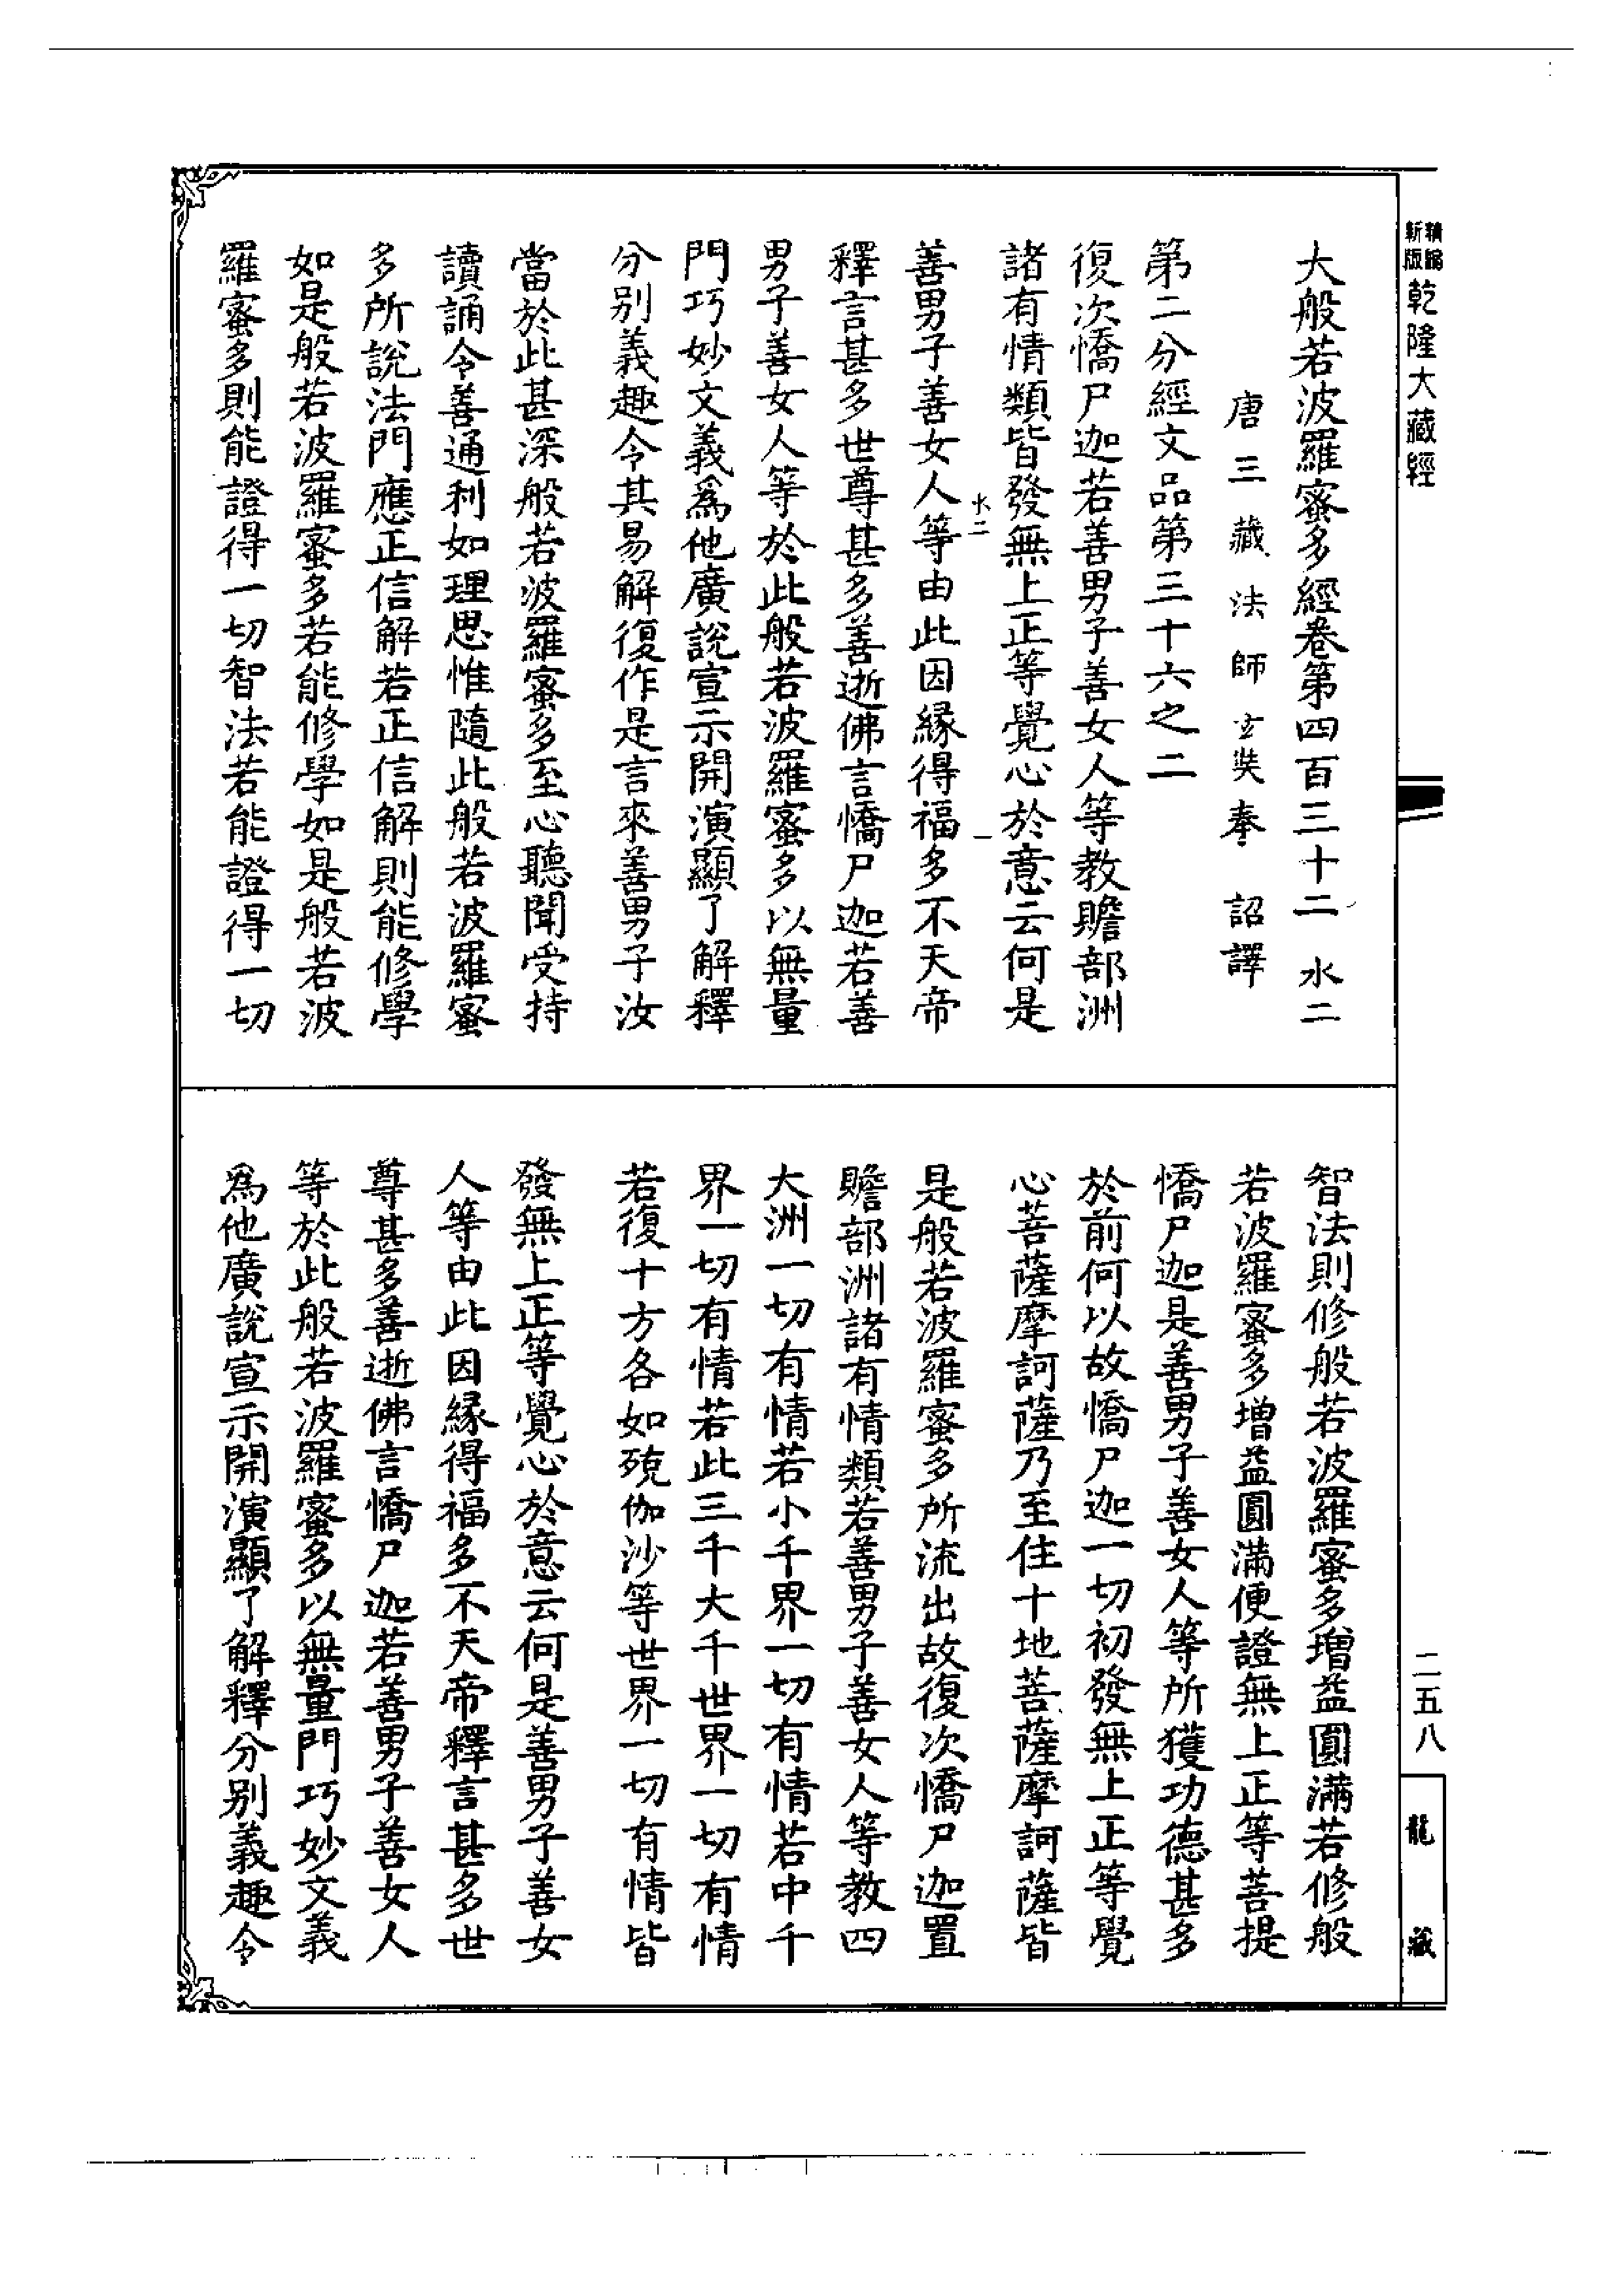 新編
新版
乾隆大藏經
大般若波羅蜜多經卷第四百三十二　水二
唐三藏法師玄奘奉　詔譯
第二分經文品第三十六之二
復次憍尸迦若善男子善女人等教贍部洲
諸有情類皆發無上正等覺心於意云何是
水二　一
善男子善女人等由此因緣得福多不天帝
釋言甚多世尊甚多善逝佛言憍尸迦若善
男子善女人等於此般若波羅蜜多以無量
門巧妙文義爲他廣說宣示開演顯了解釋
分別義趣令其易解復作是言來善男子汝
當於此甚深般若波羅蜜多至心聽聞受持
讀誦令善通利如理思惟隨此般若波羅蜜
多所說法門應正信解若正信解則能修學
如是般若波羅蜜多若能修學如是般若波
羅蜜多則能證得一切智法若能證得一切
智法則修般若波羅蜜多增益圓滿若修般
若波羅蜜多增益圓滿便證無上正等菩提
憍尸迦是善男子善女人等所獲功德甚多
於前何以故憍尸迦一切初發無上正等覺
心菩薩摩訶薩乃至住十地菩薩摩訶薩皆
是般若波羅蜜多所流出故復次憍尸迦置
贍部洲諸有情類若善男子善女人等教四
大洲一切有情若小千界一切有情若中千
界一切有情若此三千大千世界一切有情
若復十方各如殑伽沙等世界一切有情皆
發無上正等覺心於意云何是善男子善女
人等由此因緣得福多不天帝釋言甚多世
尊甚多善逝佛言憍尸迦若善男子善女人
等於此般若波羅蜜多以無量門巧妙文義
爲他廣說宣示開演顯了解釋分別義趣令
二五八
龍藏